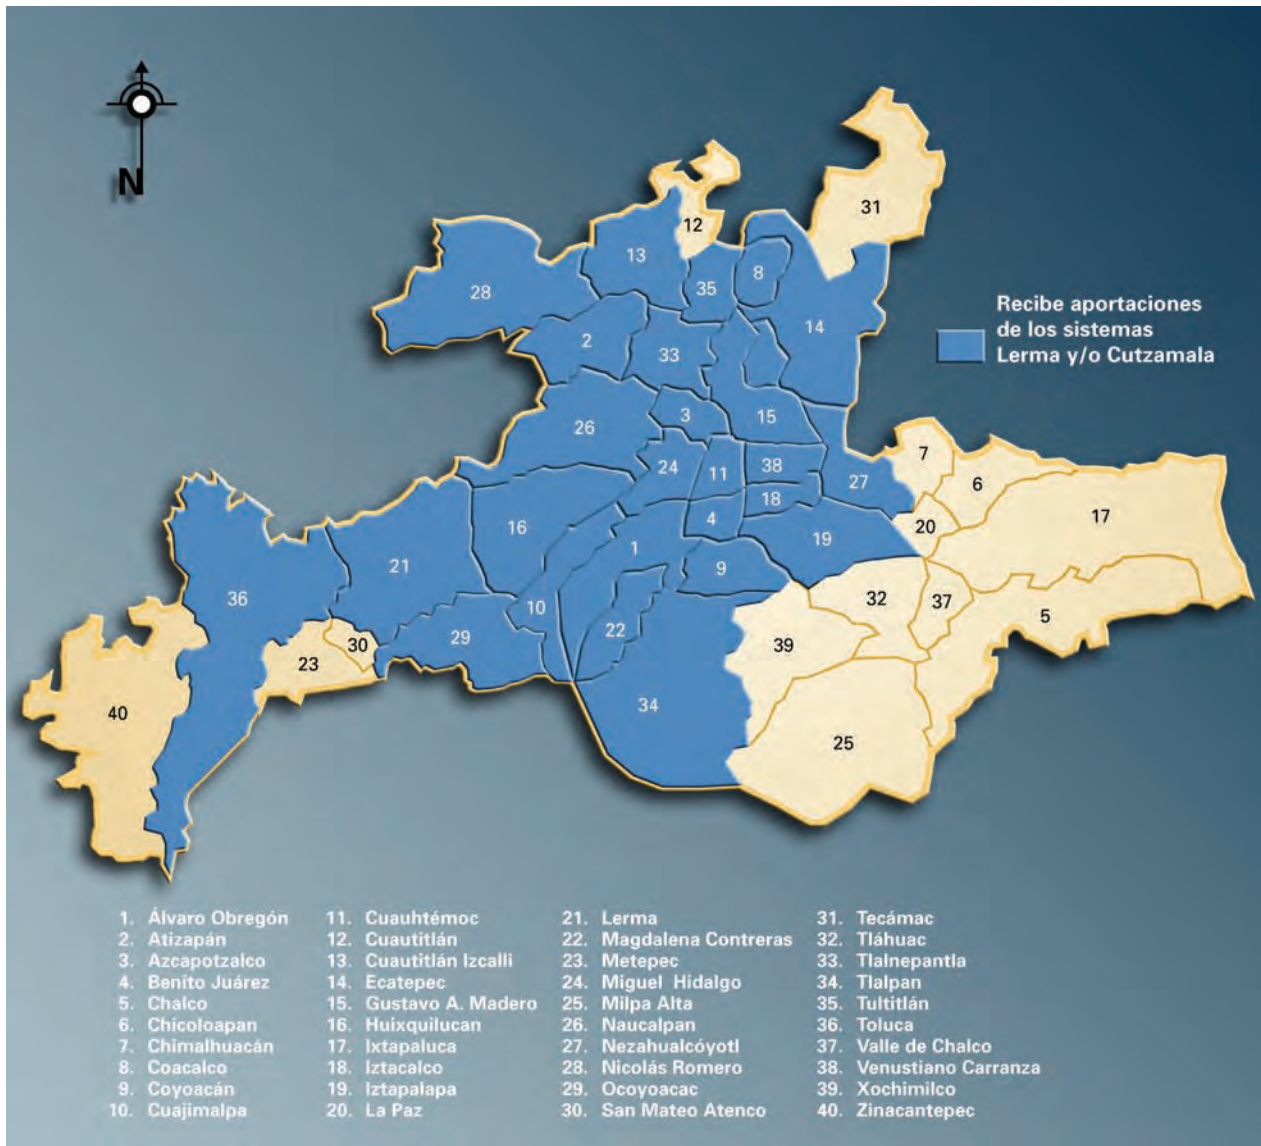 N
31
12
13
8
28
35
14
Recibe aportaciones
de los sistemas
Lerma y/o Cutzamala
2
33
3
15
26
7
24
11
38
6
27
18
17
16
4
20
1
19
21
9
36
10
32
37
22
5
29
30
39
23
34
40
25
1. Álvaro Obregón
2. Atizapán
3. Azcapotzalco
4. Benito Juárez
5. Chalco
6. Chicoloapan
7. Chimalhuacán
8. Coacalco
9. Coyoacán
10. Cuajimalpa
11. Cuauhtémoc
12. Cuautitlán
13. Cuautitlán Izcalli
14. Ecatepec
15. Gustavo A. Madero
16. Huixquilucan
17. Ixtapaluca
18. Iztacalco
19. Iztapalapa
20. La Paz
21. Lerma
22. Magdalena Contreras
23. Metepec
24. Miguel Hidalgo
25. Milpa Alta
26. Naucalpan
27. Nezahualcóyotl
28. Nicolás Romero
29. Ocoyoacac
30. San Mateo Atenco
31. Tecámac
32. Tláhuac
33. Tlalnepantla
34. Tlalpan
35. Tultitlán
36. Toluca
37. Valle de Chalco
38. Venustiano Carranza
39. Xochimilco
40. Zinacantepec